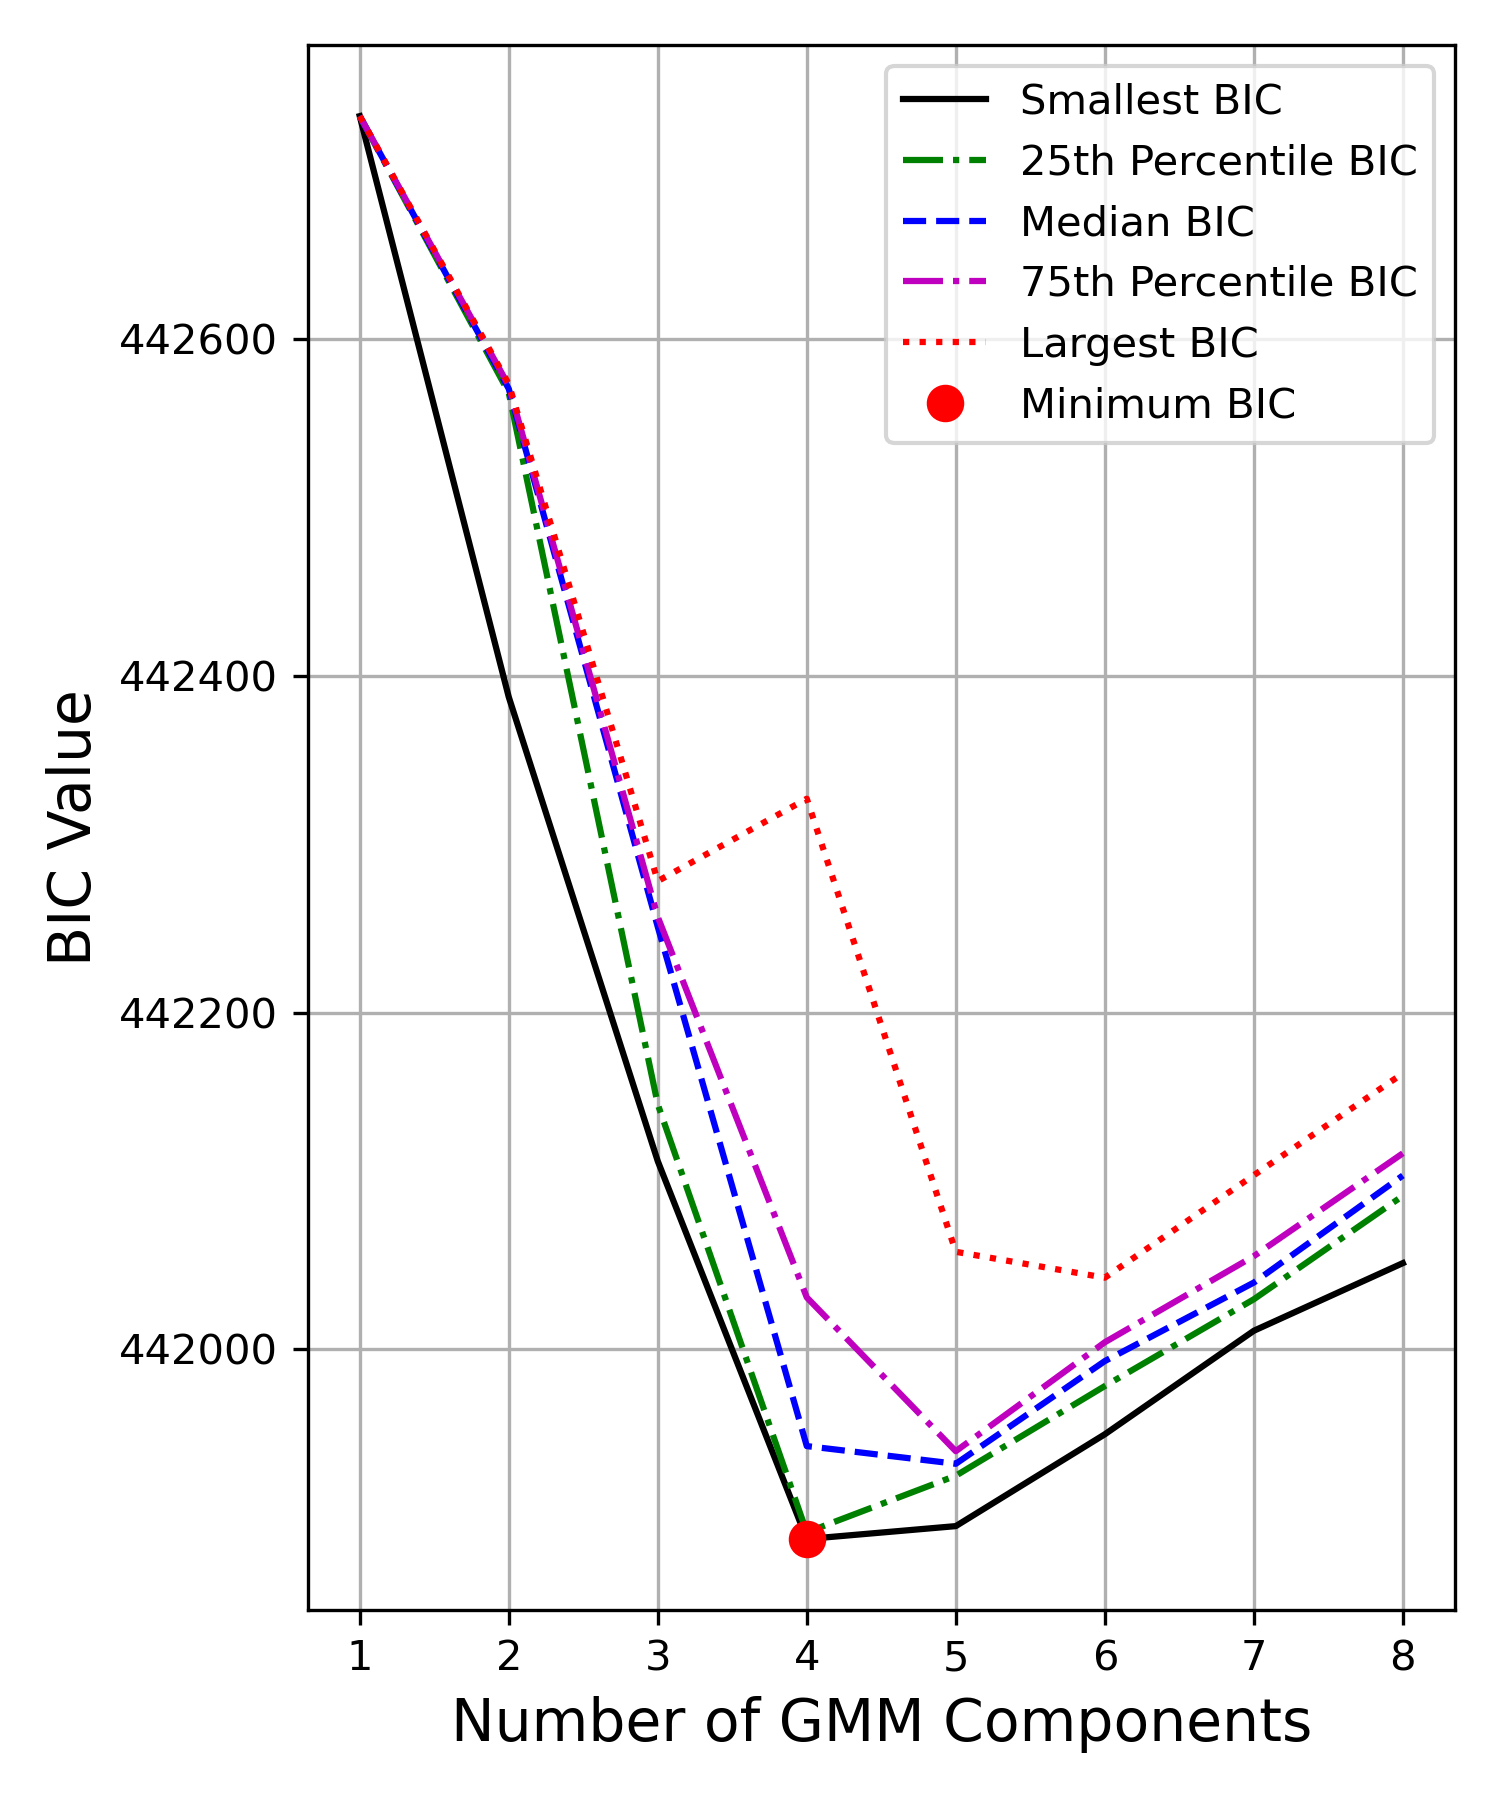 Smallest BIC
25th Percentile BIC
Median BIC
75th Percentile BIC
Largest BIC
Minimum BIC
442600
442400
442200
442000
BIC Value
1 2 3 4 5 6 7 8
Number of GMM Components